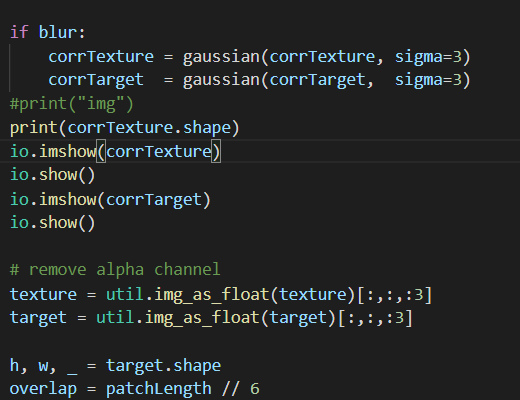 if blur:
    corrTexture = gaussian(corrTexture, sigma=3)
    corrTarget  = gaussian(corrTarget,  sigma=3)
#print("img")
print(corrTexture.shape)
io.imshow(corrTexture)
io.show()
io.imshow(corrTarget)
io.show()

# remove alpha channel
texture = util.img_as_float(texture)[:,:,:3]
target = util.img_as_float(target)[:,:,:3]

h, w, _ = target.shape
overlap = patchLength // 6